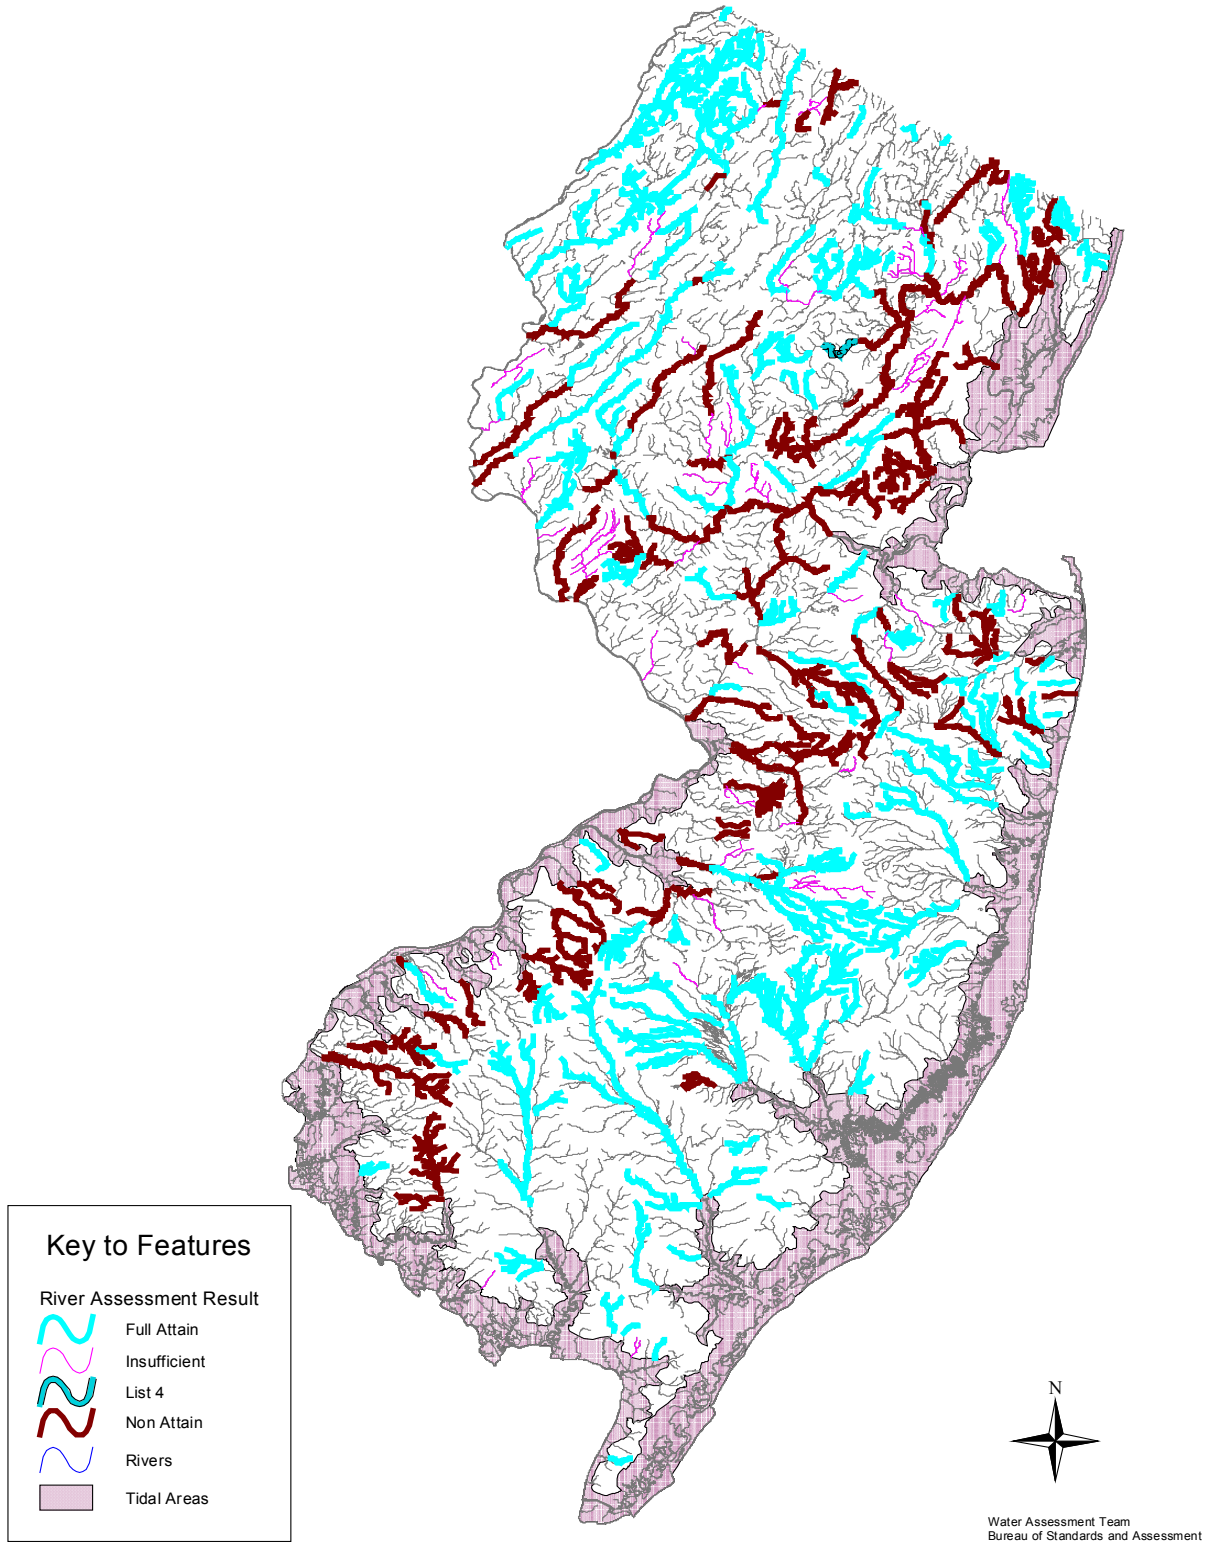 Key to Features
River Assessment Result
Full Attain
Insufficient
List 4
Non Attain
Rivers
Tidal Areas
N
Water Assessment Team
Bureau of Standards and Assessment